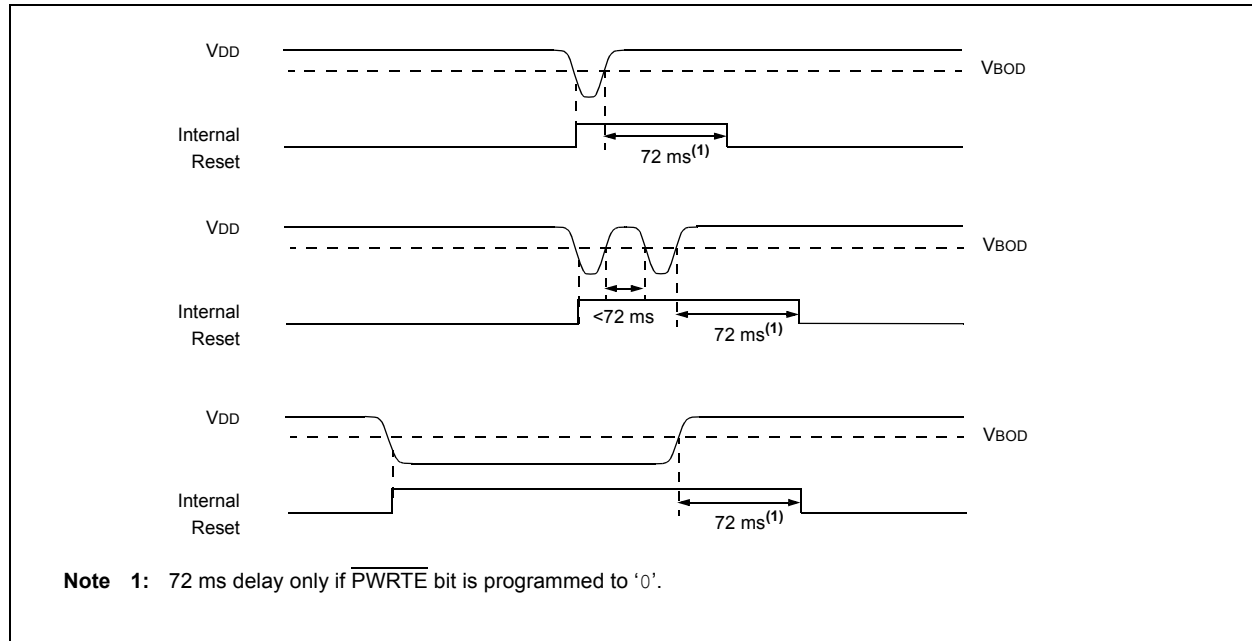 VDD
VBOD
Internal
Reset
72 ms(1)
VDD
VBOD
Internal
Reset
<72 ms
72 ms(1)
VDD
VBOD
Internal
Reset
72 ms(1)
Note 1: 72 ms delay only if PWRTE bit is programmed to ‘0’.